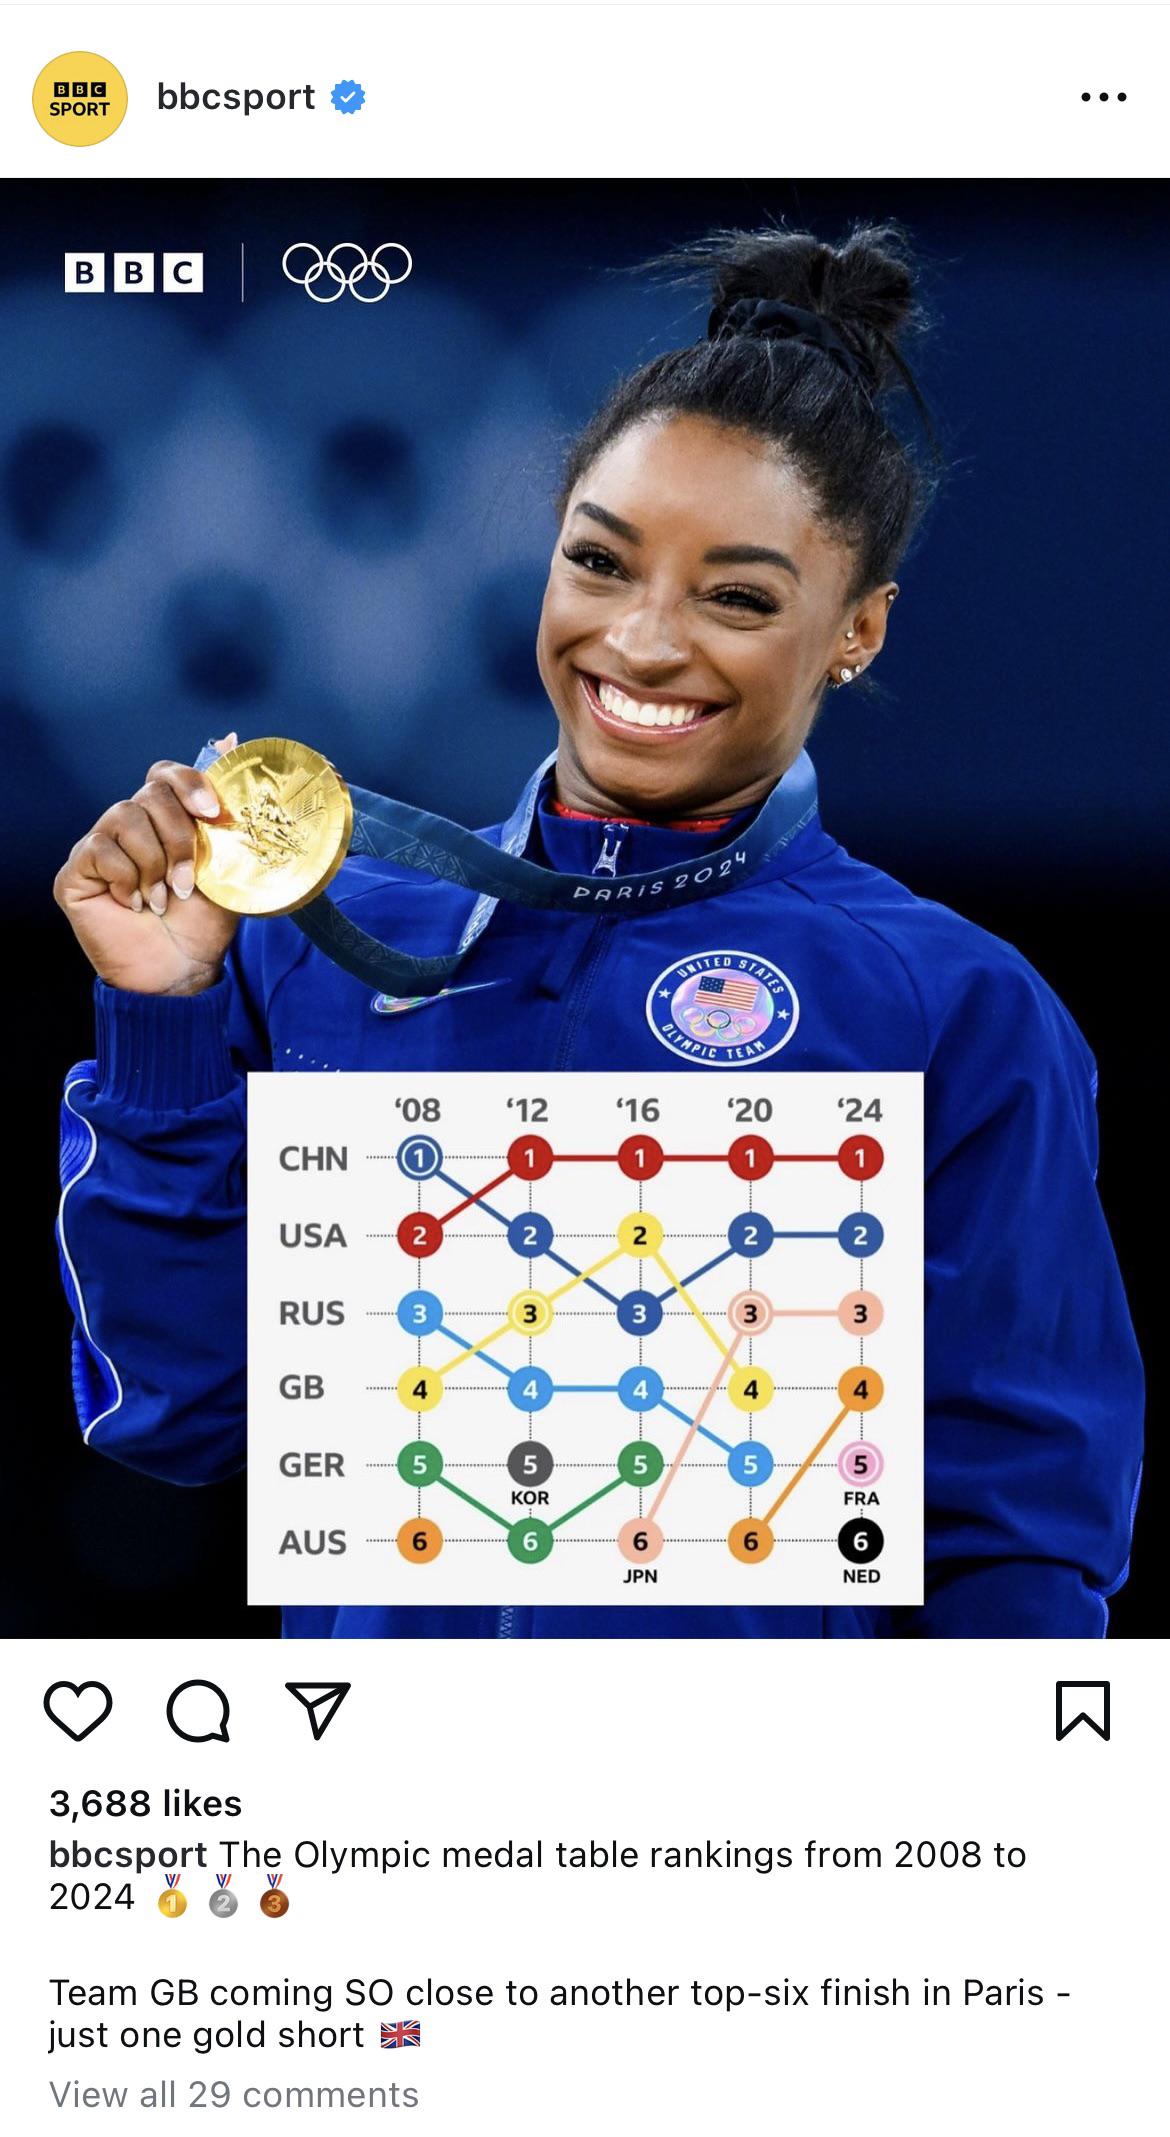 BBC
SPORT
bbcsport
BBC
PARIS 2024
UNITED STATES
OLYMPIC TEAM
‘08 ‘12 ‘16 ‘20 ‘24
CHN 1 1 1 1 1
USA 2 2 2 2 2
RUS 3 3 3 3 3
GB 4 4 4 4 4
GER 5 5 5 5 5
KOR FRA
AUS 6 6 6 6 6
JPN NED
3,688 likes
bbcsport The Olympic medal table rankings from 2008 to
2024 🥇 🥈 🥉
Team GB coming SO close to another top-six finish in Paris -
just one gold short 🇬🇧
View all 29 comments